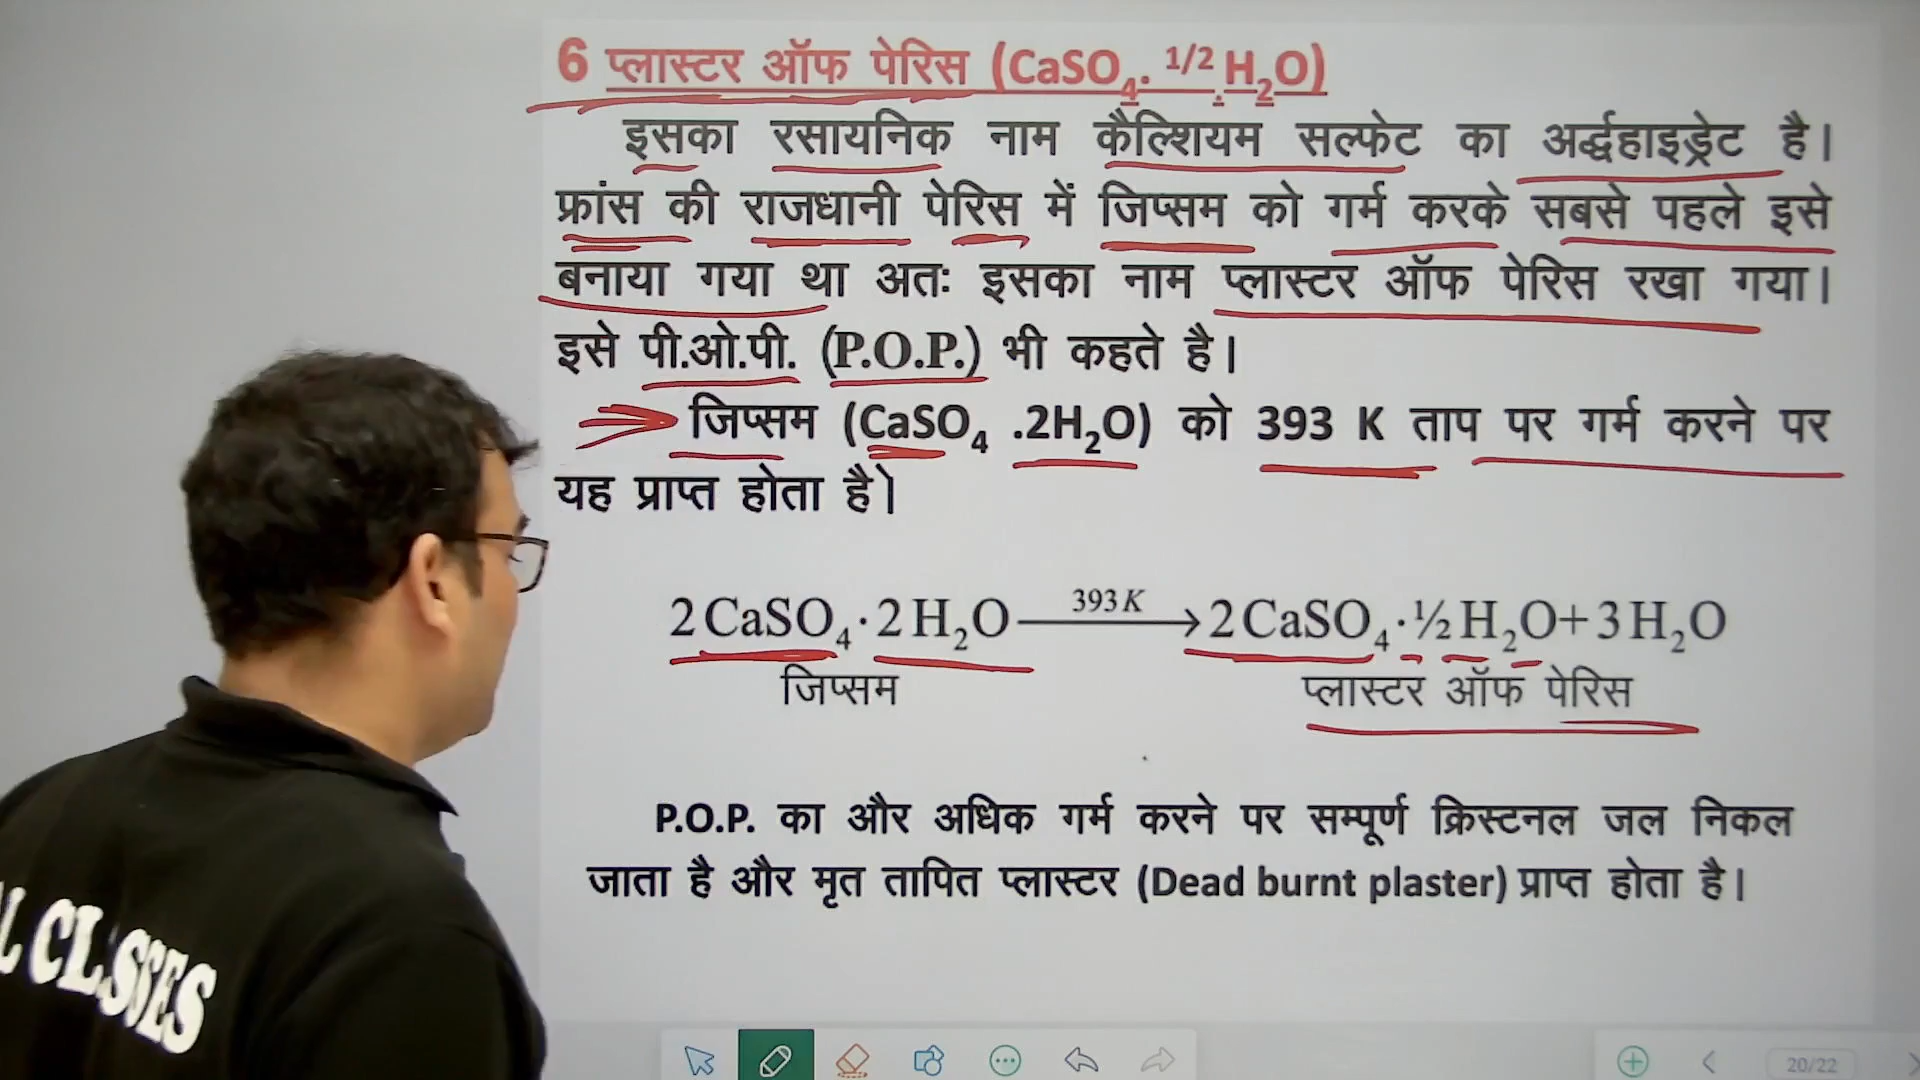 6 प्लास्टर ऑफ पेरिस (CaSO₄. 1/2 .H₂O)
इसका रसायनिक नाम कैल्शियम सल्फेट का अर्द्धहाइड्रेट है।
फ्रांस की राजधानी पेरिस में जिप्सम को गर्म करके सबसे पहले इसे
बनाया गया था अतः इसका नाम प्लास्टर ऑफ पेरिस रखा गया।
इसे पी.ओ.पी. (P.O.P.) भी कहते है।
जिप्सम (CaSO₄ .2H₂O) को 393 K ताप पर गर्म करने पर
यह प्राप्त होता है।
2CaSO₄·2H₂O ⟶ 393K 2CaSO₄·½H₂O+3H₂O
जिप्सम प्लास्टर ऑफ पेरिस
P.O.P. का और अधिक गर्म करने पर सम्पूर्ण क्रिस्टनल जल निकल
जाता है और मृत तापित प्लास्टर (Dead burnt plaster) प्राप्त होता है।
L CLASSES
20/22